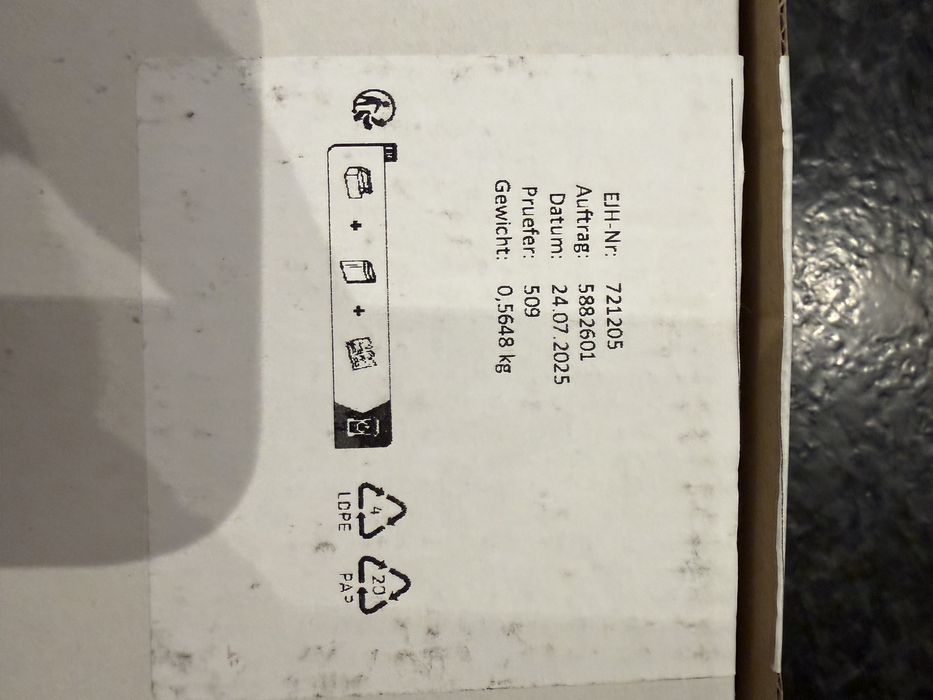 EJH-Nr: 721205
Auftrag: 5882601
Datum: 24.07.2025
Pruefer: 509
Gewicht: 0,5648 kg
FR
+ +
4
LDPE
20
PAP